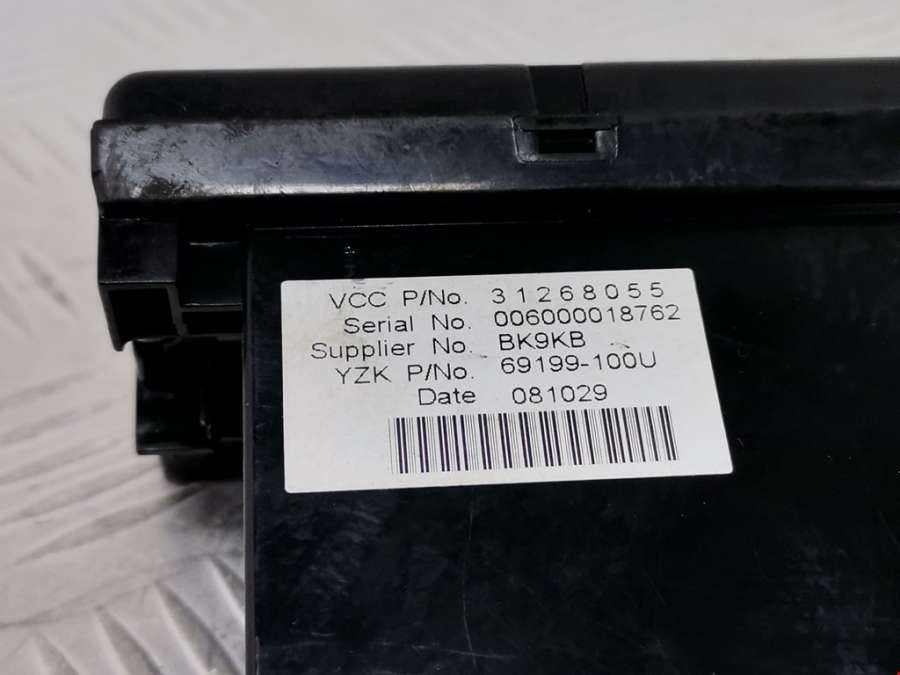 VCC P/No. 31268055
Serial No. 006000018762
Supplier No. BK9KB
YZK P/No. 69199-100U
Date 081029